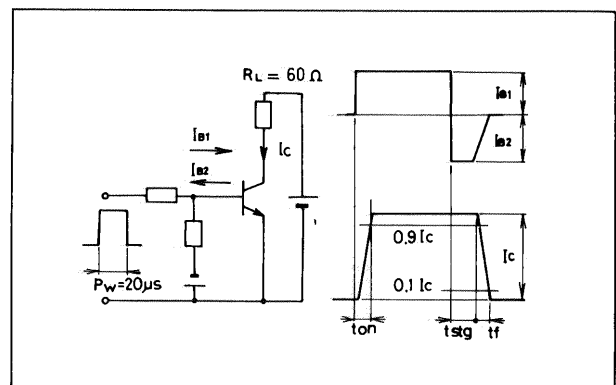 RL = 60 Ω
IB1
IB2
Ic
PW=20µs
IB1
IB2
0.9 Ic
Ic
0.1 Ic
ton
tstg
tf